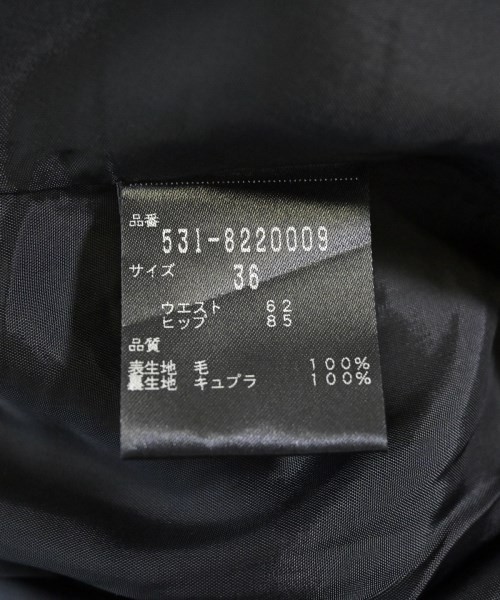 品番
531-8220009
サイズ
36
ウエスト 62
ヒップ 85
品質
表生地 毛 100%
裏生地 キュプラ 100%